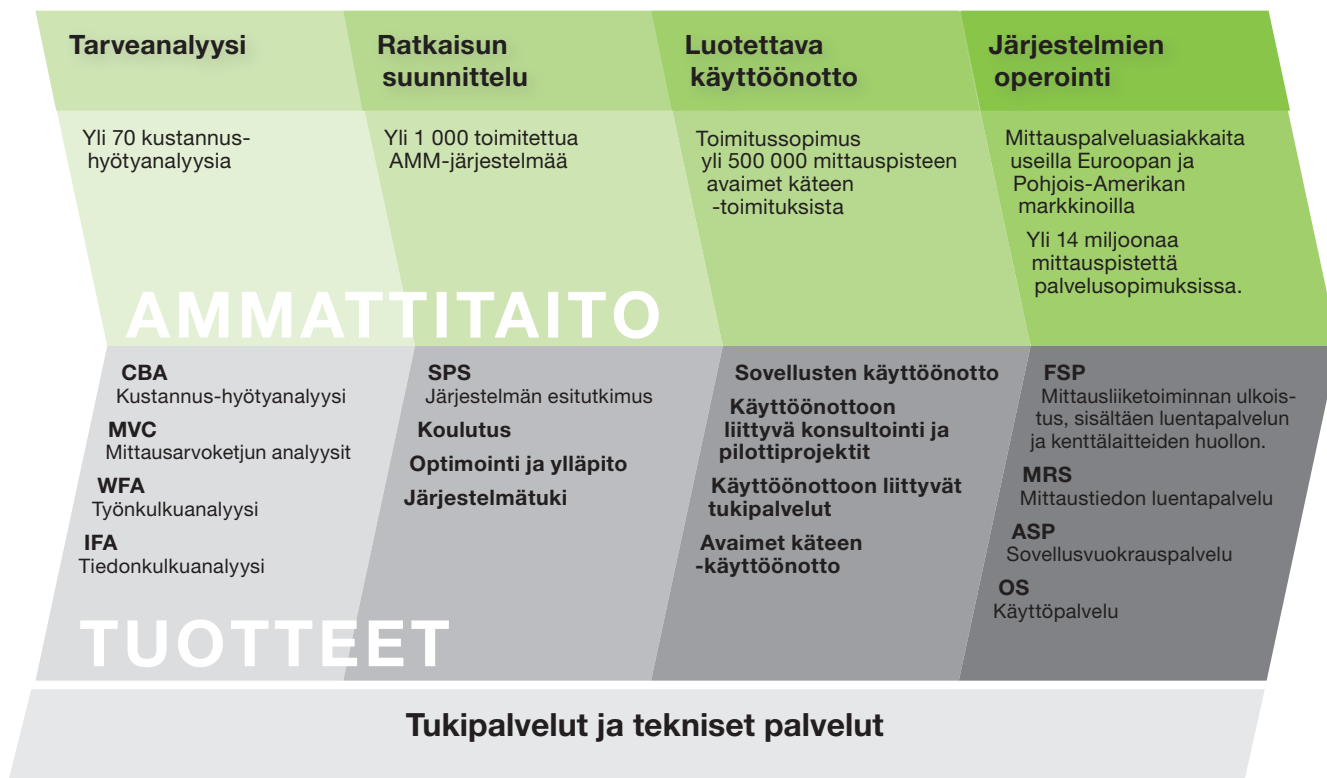 Tarveanalyysi
Ratkaisun
suunnittelu
Luotettava
käyttöönotto
Järjestelmien
operointi
Yli 70 kustannus-
hyötyanalyysia
Yli 1 000 toimitettua
AMM-järjestelmää
Toimitussopimus
yli 500 000 mittauspisteen
avaimet käteen
-toimituksista
Mittauspalveluasiakkaita
useilla Euroopan ja
Pohjois-Amerikan
markkinoilla
Yli 14 miljoonaa
mittauspistettä
palvelusopimuksissa.
AMMATTITAITO
CBA
Kustannus-hyötyanalyysi
MVC
Mittausarvoketjun analyysit
WFA
Työnkulkuanalyysi
IFA
Tiedonkulkuanalyysi
SPS
Järjestelmän esitutkimus
Koulutus
Optimointi ja ylläpito
Järjestelmätuki
Sovellusten käyttöönotto
Käyttöönottoon
liittyvä konsultointi ja
pilottiprojektit
Käyttöönottoon liittyvät
tukipalvelut
Avaimet käteen
-käyttöönotto
FSP
Mittausliiketoiminnan ulkois-
tus, sisältäen luentapalvelun
ja kenttälaitteiden huollon.
MRS
Mittaustiedon luentapalvelu
ASP
Sovellusvuokrauspalvelu
OS
Käyttöpalvelu
TUOTTEET
Tukipalvelut ja tekniset palvelut